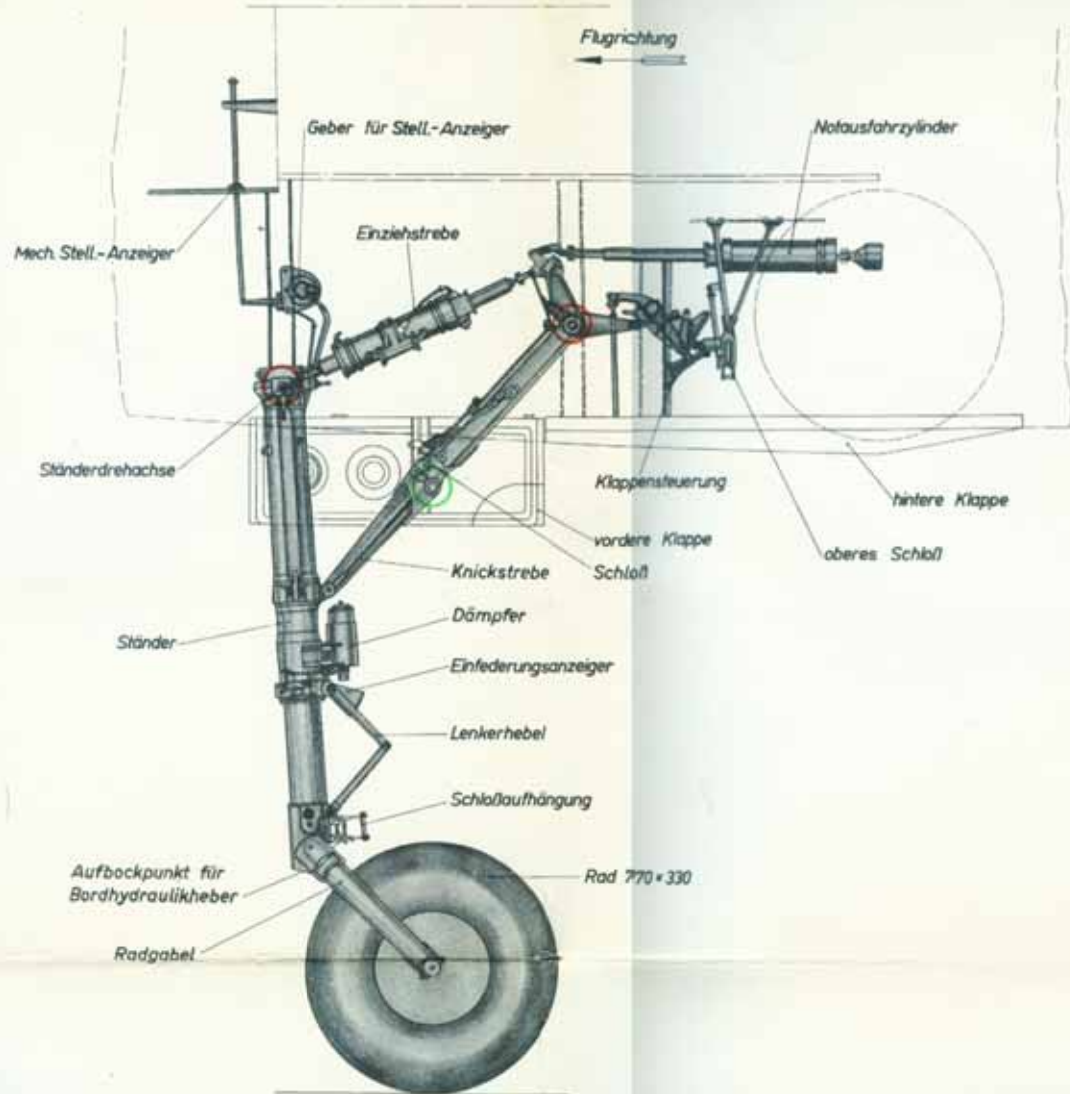 Flugrichtung
Geber für Stell.-Anzeiger
Notausfahrzylinder
Mech. Stell.-Anzeiger
Einziehstrebe
Ständerdrehachse
Klappensteuerung
hintere Klappe
vordere Klappe
oberes Schloß
Knickstrebe
Schloß
Dämpfer
Ständer
Einfederungsanzeiger
Lenkerhebel
Schloßaufhängung
Aufbockpunkt für
Bordhydraulikheber
Rad 770 × 330
Radgabel